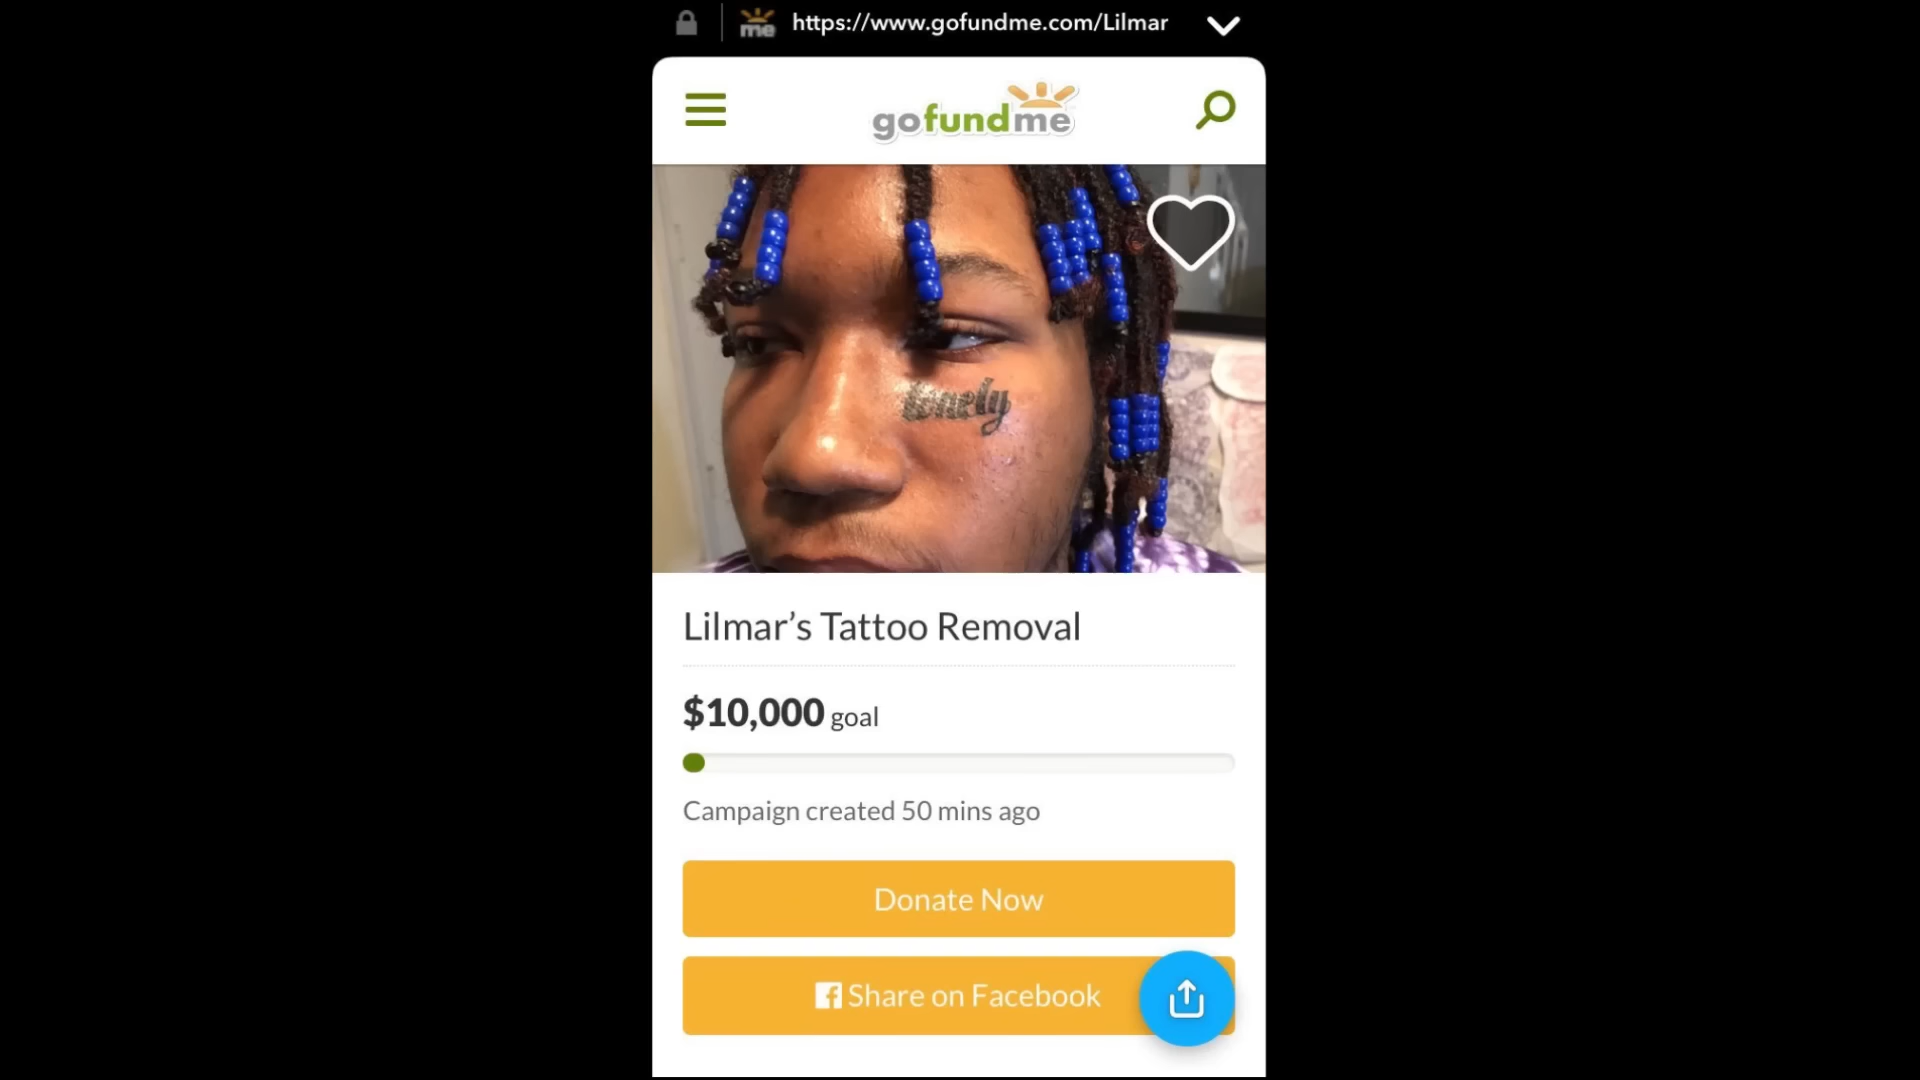 https://www.gofundme.com/Lilmar
gofundme
lonely
Lilmar’s Tattoo Removal
$10,000 goal
Campaign created 50 mins ago
Donate Now
Share on Facebook